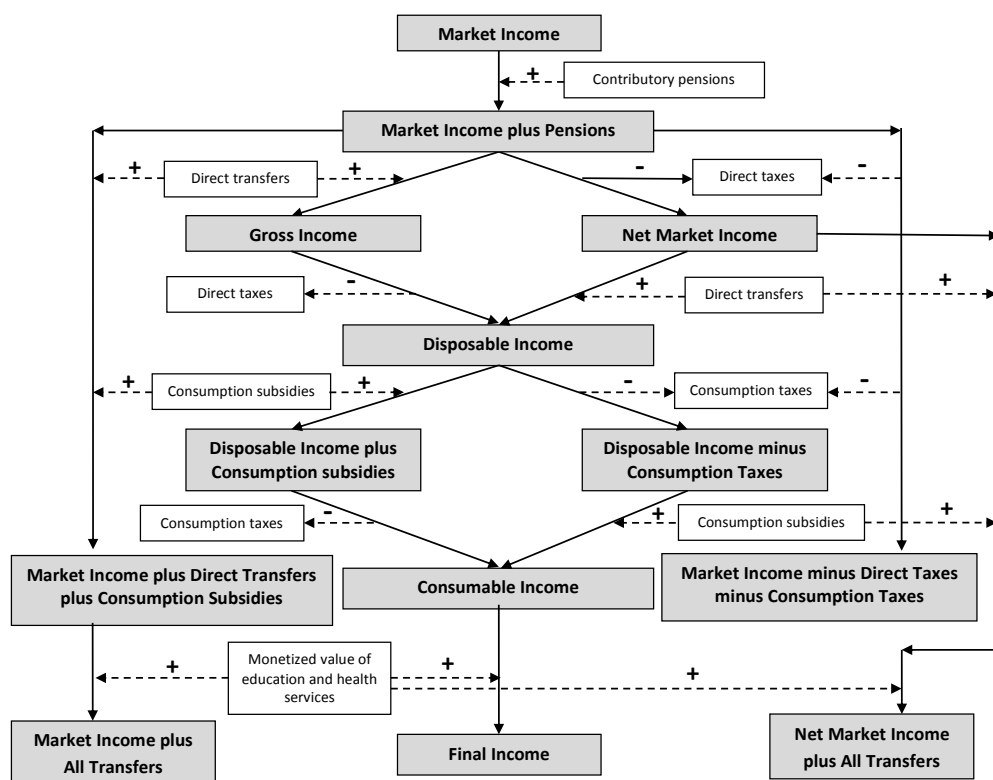 Market Income
+
Contributory pensions
Market Income plus Pensions
+
Direct transfers
+
-
Direct taxes
-
Gross Income
Net Market Income
Direct taxes
-
+
Direct transfers
+
Disposable Income
+
Consumption subsidies
+
-
Consumption taxes
-
Disposable Income plus
Consumption subsidies
Disposable Income minus
Consumption Taxes
Consumption taxes
-
+
Consumption subsidies
+
Market Income plus Direct Transfers
plus Consumption Subsidies
Consumable Income
Market Income minus Direct Taxes
minus Consumption Taxes
+
Monetized value of
education and health
services
+
+
Market Income plus
All Transfers
Final Income
Net Market Income
plus All Transfers